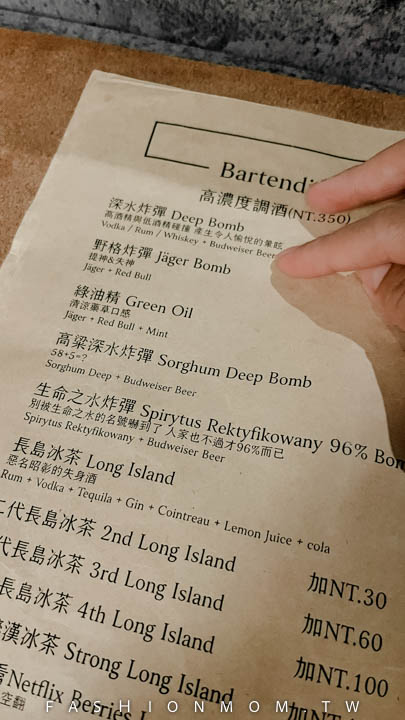 Bartendi
高濃度調酒(NT.350)
深水炸彈 Deep Bomb
高酒精與低酒精碰撞 產生令人愉悅的暈眩
Vodka / Rum / Whiskey + Budweiser Beer
野格炸彈 Jäger Bomb
提神&失神
Jäger + Red Bull
綠油精 Green Oil
清涼藥草口感
Jäger + Red Bull + Mint
高粱深水炸彈 Sorghum Deep Bomb
58+5=?
Sorghum Deep + Budweiser Beer
生命之水炸彈 Spirytus Rektyfikowany 96% Bom
別被生命之水的名號嚇到了人家也不過才96%而已
Spirytus Rektyfikowany + Budweiser Beer
長島冰茶 Long Island
惡名昭彰的失身酒
Rum + Vodka + Tequila + Gin + Cointreau + Lemon Juice + cola
二代長島冰茶 2nd Long Island 加NT.30
代長島冰茶 3rd Long Island 加NT.60
長島冰茶 4th Long Island 加NT.100
漢冰茶 Strong Long Island
Netflix Berries
空翻
FASHIONMOM.TW